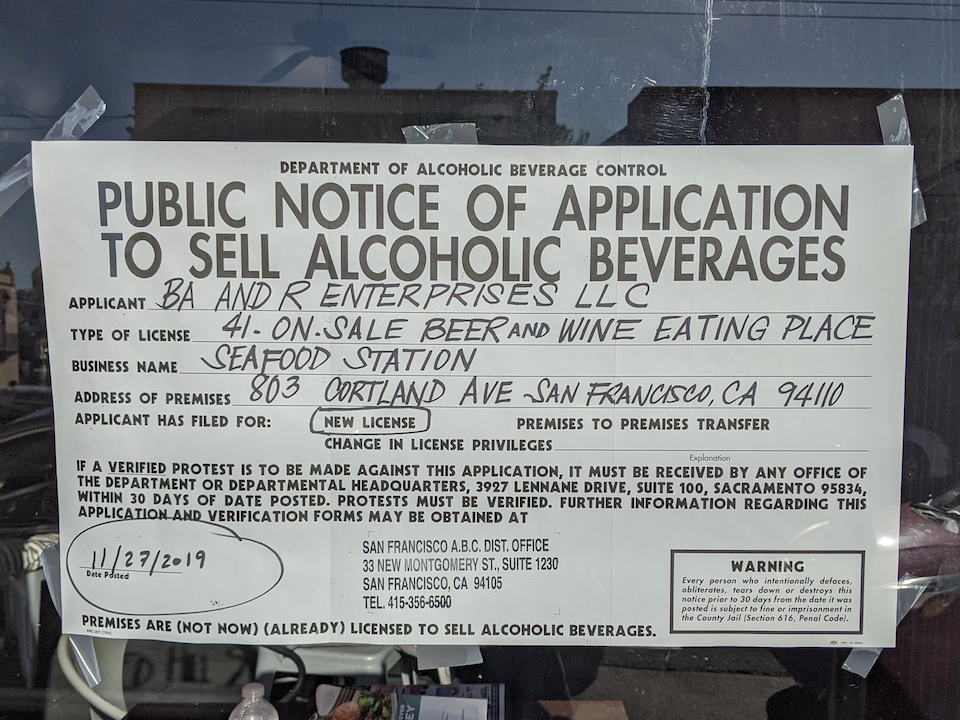 DEPARTMENT OF ALCOHOLIC BEVERAGE CONTROL
PUBLIC NOTICE OF APPLICATION
TO SELL ALCOHOLIC BEVERAGES
APPLICANT BA AND R ENTERPRISES LLC
TYPE OF LICENSE 41-ON-SALE BEER AND WINE EATING PLACE
BUSINESS NAME SEAFOOD STATION
ADDRESS OF PREMISES 803 CORTLAND AVE SAN FRANCISCO, CA 94110
APPLICANT HAS FILED FOR: NEW LICENSE PREMISES TO PREMISES TRANSFER
CHANGE IN LICENSE PRIVILEGES
Explanation
IF A VERIFIED PROTEST IS TO BE MADE AGAINST THIS APPLICATION, IT MUST BE RECEIVED BY ANY OFFICE OF
THE DEPARTMENT OR DEPARTMENTAL HEADQUARTERS, 3927 LENNANE DRIVE, SUITE 100, SACRAMENTO 95834,
WITHIN 30 DAYS OF DATE POSTED. PROTESTS MUST BE VERIFIED. FURTHER INFORMATION REGARDING THIS
APPLICATION AND VERIFICATION FORMS MAY BE OBTAINED AT
11/27/2019
Date Posted
SAN FRANCISCO A.B.C. DIST. OFFICE
33 NEW MONTGOMERY ST., SUITE 1230
SAN FRANCISCO, CA 94105
TEL. 415-356-6500
WARNING
Every person who intentionally defaces,
obliterates, tears down or destroys this
notice prior to 30 days from the date it was
posted is subject to fine or imprisonment in
the County Jail (Section 616, Penal Code).
PREMISES ARE (NOT NOW) (ALREADY) LICENSED TO SELL ALCOHOLIC BEVERAGES.